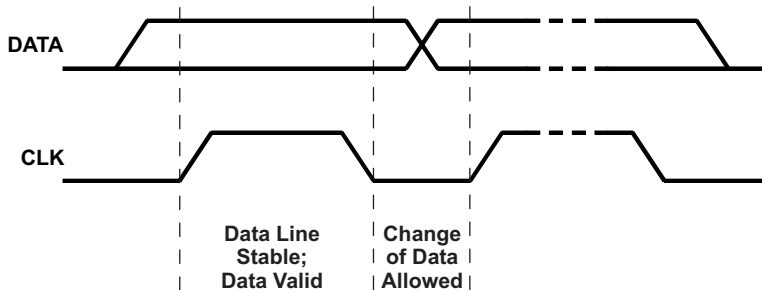 DATA
CLK
Data Line
Stable;
Data Valid
Change
of Data
Allowed